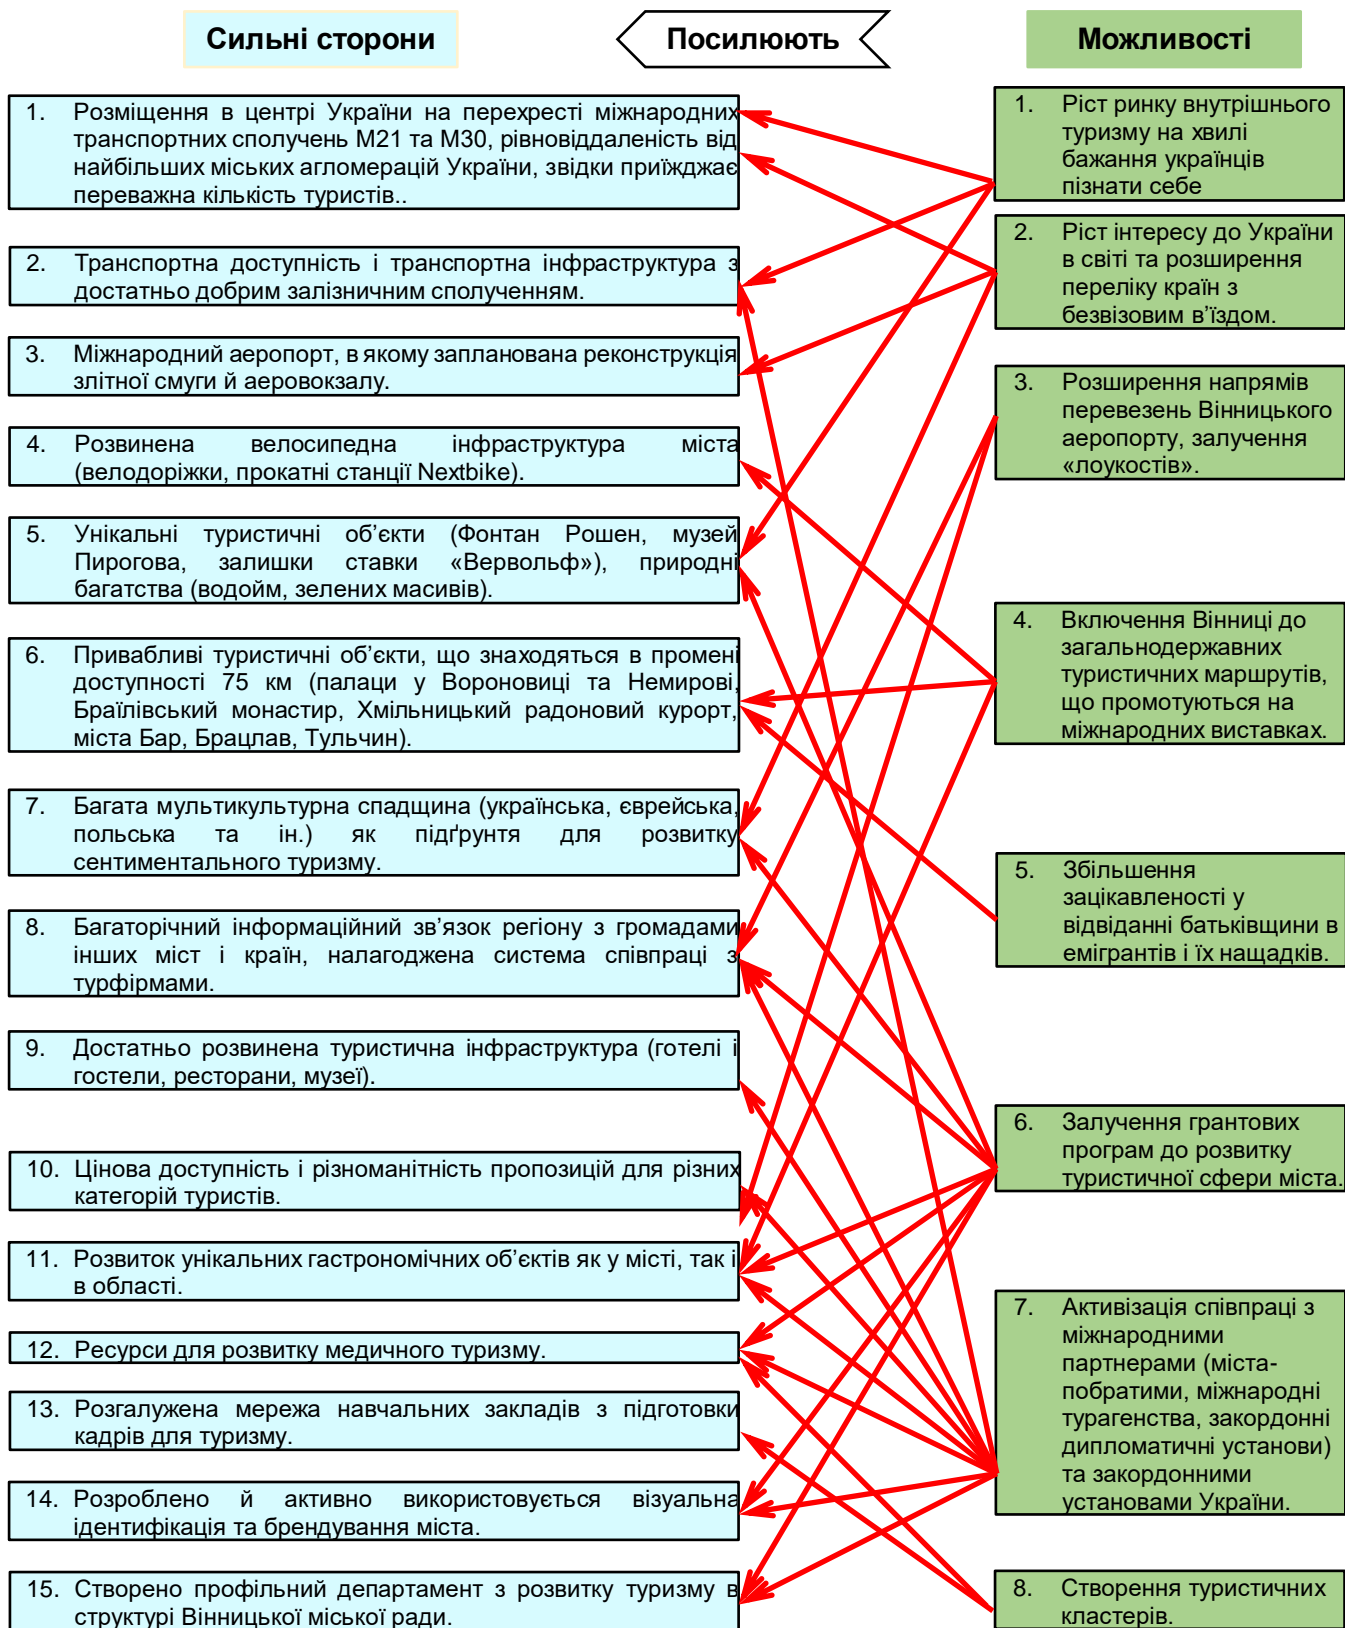 Сильні сторони
Посилюють
Можливості
1. Розміщення в центрі України на перехресті міжнародних
транспортних сполучень М21 та М30, рівновіддаленість від
найбільших міських агломерацій України, звідки приїжджає
переважна кількість туристів..
2. Транспортна доступність і транспортна інфраструктура з
достатньо добрим залізничним сполученням.
3. Міжнародний аеропорт, в якому запланована реконструкція
злітної смуги й аеровокзалу.
4. Розвинена велосипедна інфраструктура міста
(велодоріжки, прокатні станції Nextbike).
5. Унікальні туристичні об’єкти (Фонтан Рошен, музей
Пирогова, залишки ставки «Вервольф»), природні
багатства (водойм, зелених масивів).
6. Привабливі туристичні об’єкти, що знаходяться в промені
доступності 75 км (палаци у Вороновиці та Немирові,
Браїлівський монастир, Хмільницький радоновий курорт,
міста Бар, Брацлав, Тульчин).
7. Багата мультикультурна спадщина (українська, єврейська,
польська та ін.) як підґрунтя для розвитку
сентиментального туризму.
8. Багаторічний інформаційний зв’язок регіону з громадами
інших міст і країн, налагоджена система співпраці з
турфірмами.
9. Достатньо розвинена туристична інфраструктура (готелі і
гостели, ресторани, музеї).
10. Цінова доступність і різноманітність пропозицій для різних
категорій туристів.
11. Розвиток унікальних гастрономічних об’єктів як у місті, так і
в області.
12. Ресурси для розвитку медичного туризму.
13. Розгалужена мережа навчальних закладів з підготовки
кадрів для туризму.
14. Розроблено й активно використовується візуальна
ідентифікація та брендування міста.
15. Створено профільний департамент з розвитку туризму в
структурі Вінницької міської ради.
1. Ріст ринку внутрішнього
туризму на хвилі
бажання українців
пізнати себе
2. Ріст інтересу до України
в світі та розширення
переліку країн з
безвізовим в’їздом.
3. Розширення напрямів
перевезень Вінницького
аеропорту, залучення
«лоукостів».
4. Включення Вінниці до
загальнодержавних
туристичних маршрутів,
що промотуються на
міжнародних виставках.
5. Збільшення
зацікавленості у
відвіданні батьківщини в
емігрантів і їх нащадків.
6. Залучення грантових
програм до розвитку
туристичної сфери міста.
7. Активізація співпраці з
міжнародними
партнерами (міста-
побратими, міжнародні
турагенства, закордонні
дипломатичні установи)
та закордонними
установами України.
8. Створення туристичних
кластерів.